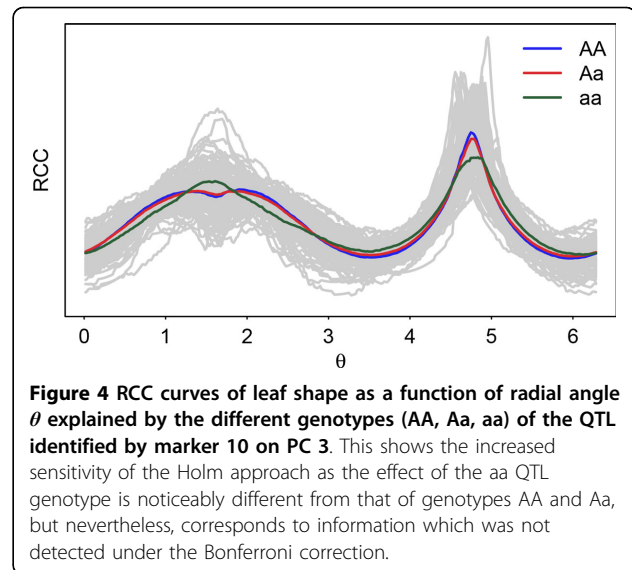 AA
Aa
aa
RCC
0 1 2 3 4 5 6
θ
Figure 4 RCC curves of leaf shape as a function of radial angle
θ explained by the different genotypes (AA, Aa, aa) of the QTL
identified by marker 10 on PC 3. This shows the increased
sensitivity of the Holm approach as the effect of the aa QTL
genotype is noticeably different from that of genotypes AA and Aa,
but nevertheless, corresponds to information which was not
detected under the Bonferroni correction.